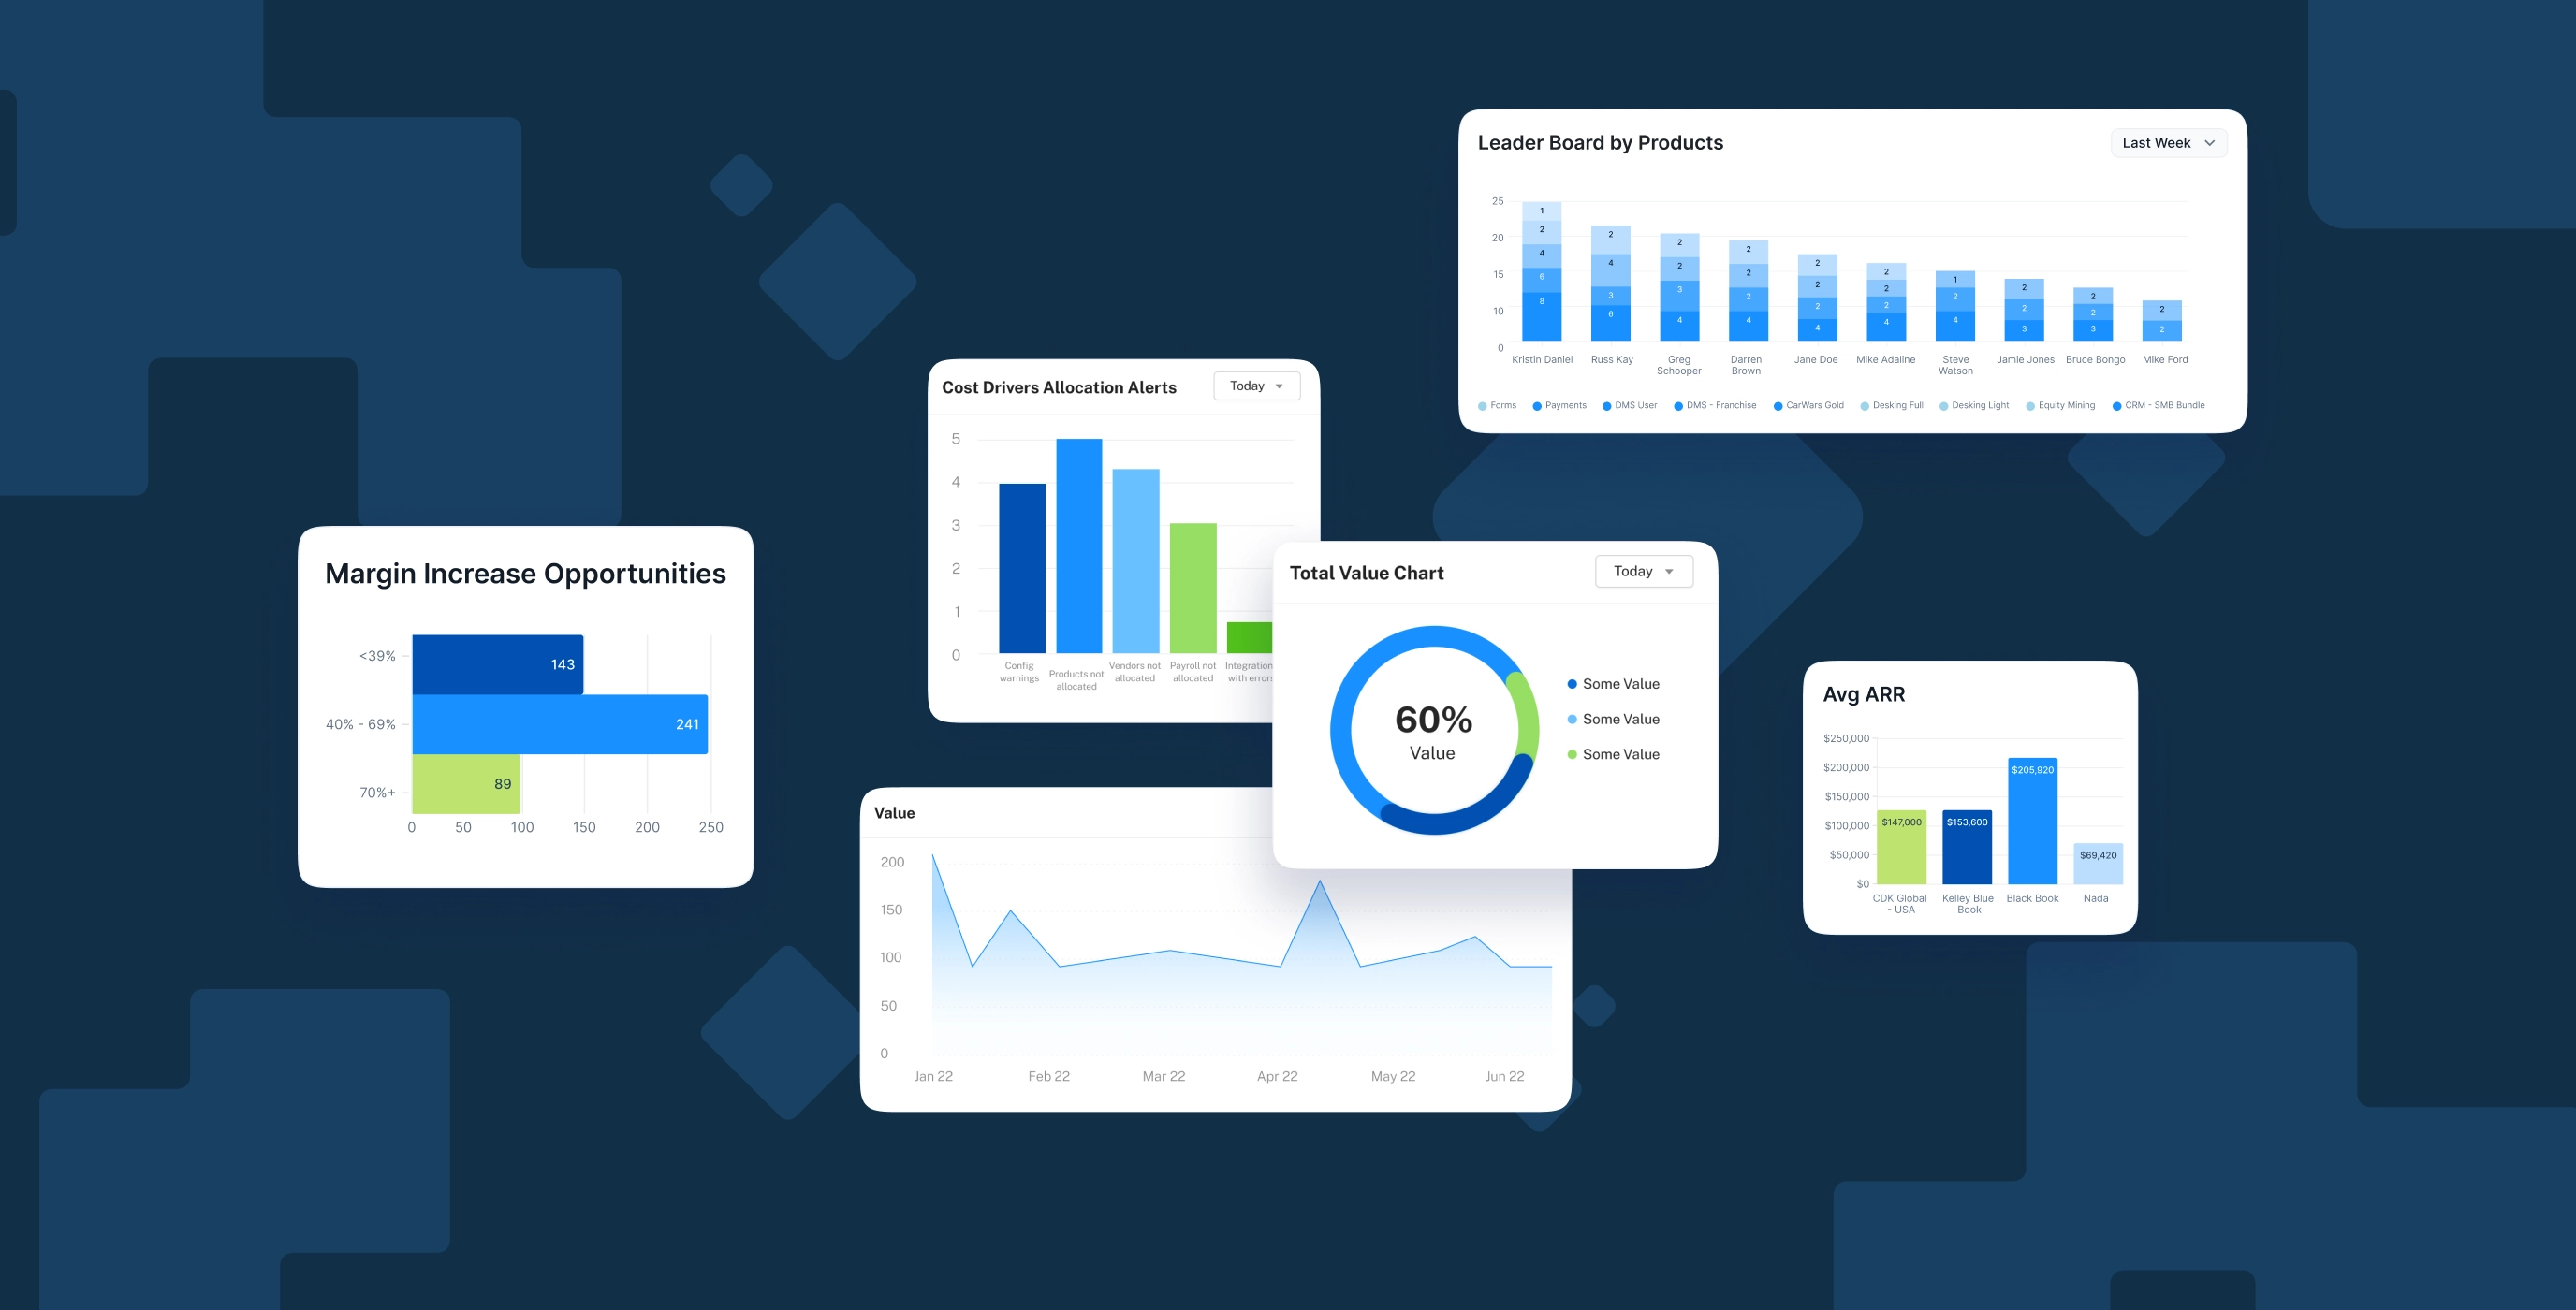 Leader Board by Products
Last Week
25
20
15
10
0
1
2
4
6
8
2
4
3
6
2
2
3
4
2
2
2
4
2
2
2
4
2
2
2
4
1
2
4
2
2
3
2
2
3
2
2
Kristin Daniel Russ Kay Greg Darren Jane Doe Mike Adaline Steve Jamie Jones Bruce Bongo Mike Ford
Schooper Brown Watson
Forms Payments DMS User DMS - Franchise CarWars Gold Desking Full Desking Light Equity Mining CRM - SMB Bundle
Cost Drivers Allocation Alerts
Today
5
4
3
2
1
0
Config
warnings
Products not
allocated
Vendors not
allocated
Payroll not
allocated
Integration
with errors
Margin Increase Opportunities
<39%
143
40% - 69%
241
70%+
89
0 50 100 150 200 250
Total Value Chart
Today
60%
Value
Some Value
Some Value
Some Value
Avg ARR
$250,000
$200,000
$150,000
$100,000
$50,000
$0
$147,000
$153,600
$205,920
$69,420
CDK Global
- USA
Kelley Blue
Book
Black Book
Nada
Value
200
150
100
50
0
Jan 22 Feb 22 Mar 22 Apr 22 May 22 Jun 22